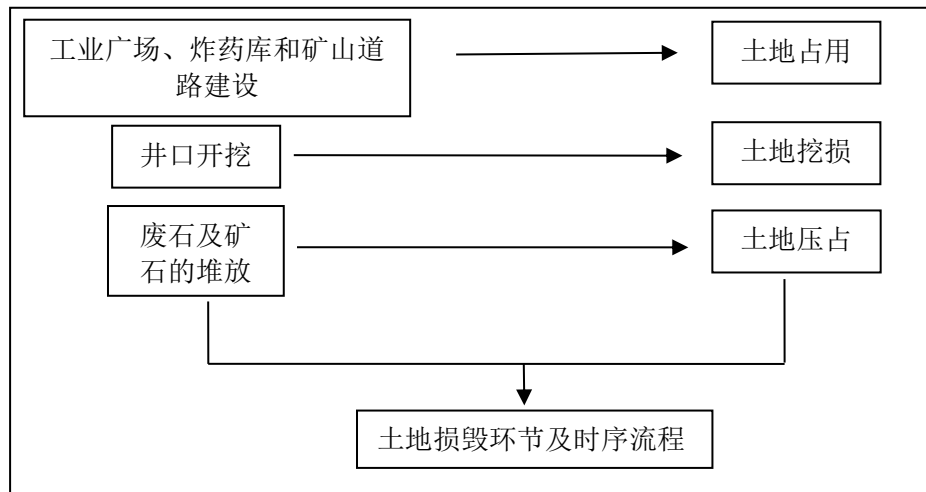 工业广场、炸药库和矿山道
路建设
土地占用
井口开挖
土地挖损
废石及矿
石的堆放
土地压占
土地损毁环节及时序流程